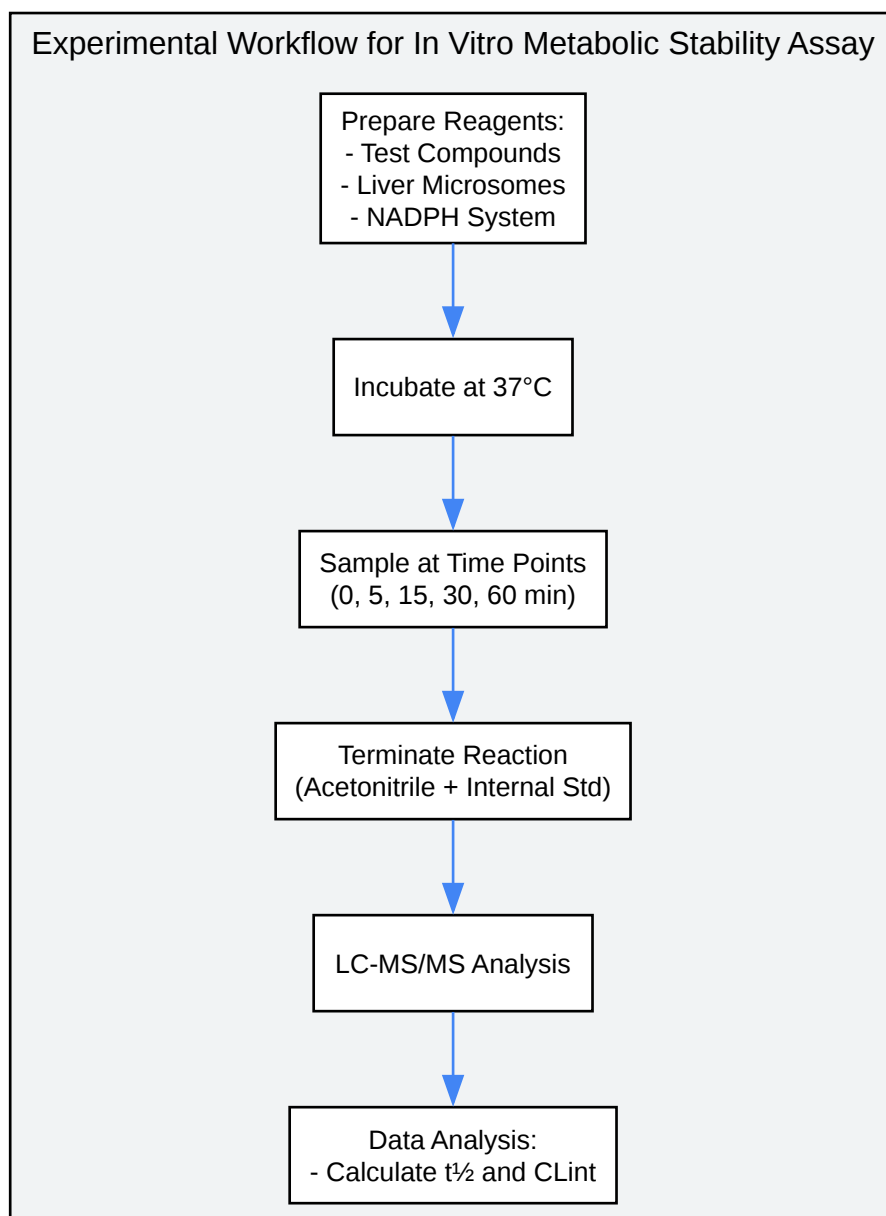 Experimental Workflow for In Vitro Metabolic Stability Assay
Prepare Reagents:
- Test Compounds
- Liver Microsomes
- NADPH System
Incubate at 37°C
Sample at Time Points
(0, 5, 15, 30, 60 min)
Terminate Reaction
(Acetonitrile + Internal Std)
LC-MS/MS Analysis
Data Analysis:
- Calculate t½ and CLint